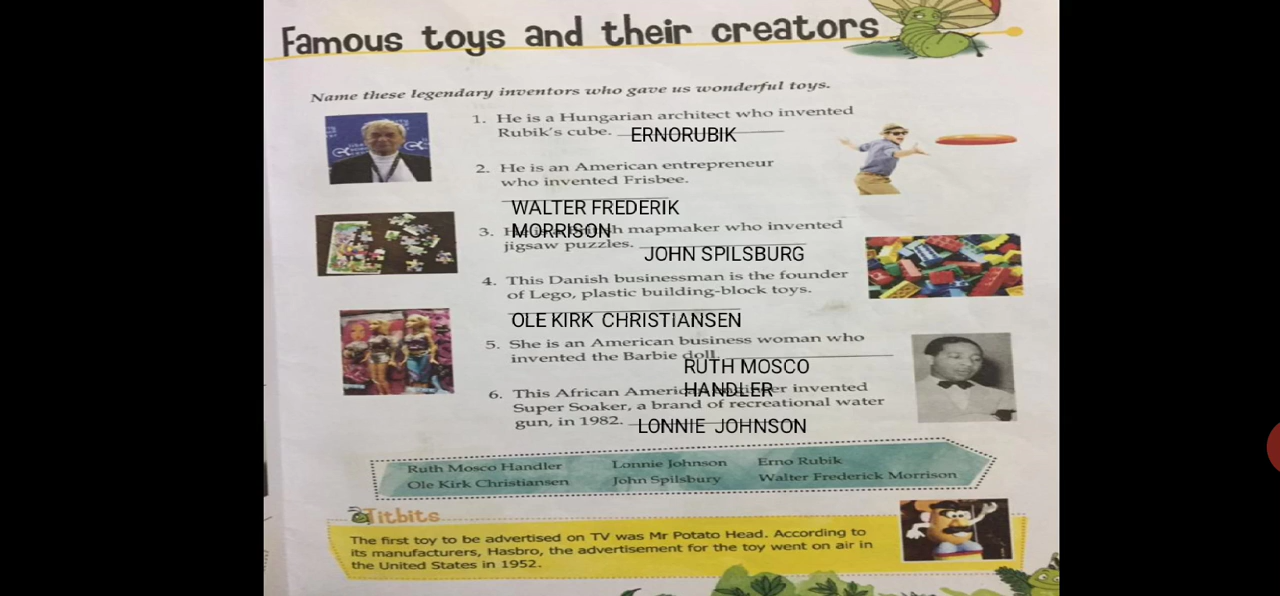 Famous toys and their creators
Name these legendary inventors who gave us wonderful toys.
1. He is a Hungarian architect who invented
Rubik's cube. ERNORUBIK
2. He is an American entrepreneur
who invented Frisbee.
WALTER FREDERIK
MORRISON
3. mapmaker who invented
jigsaw puzzles.
JOHN SPILSBURG
4. This Danish businessman is the founder
of Lego, plastic building-block toys.
OLE KIRK CHRISTIANSEN
5. She is an American business woman who
invented the Barbie doll.
RUTH MOSCO
HANDLER
6. This African invented
Super Soaker, a brand of recreational water
gun, in 1982. LONNIE JOHNSON
Ruth Mosco Handler Lonnie Johnson Erno Rubik
Ole Kirk Christiansen John Spilsbury Walter Frederick Morrison
Titbits
The first toy to be advertised on TV was Mr Potato Head. According to
its manufacturers, Hasbro, the advertisement for the toy went on air in
the United States in 1952.